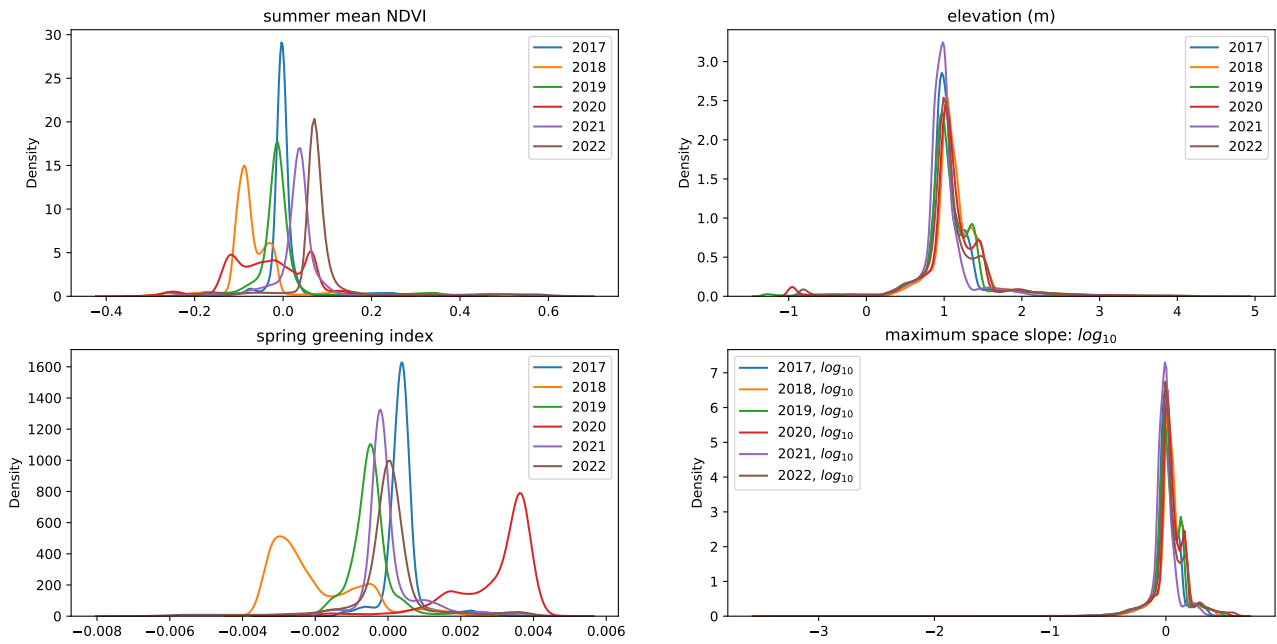 summer mean NDVI
Density
30
25
20
15
10
5
0
−0.4 −0.2 0.0 0.2 0.4 0.6
2017
2018
2019
2020
2021
2022
elevation (m)
Density
3.0
2.5
2.0
1.5
1.0
0.5
0.0
−1 0 1 2 3 4 5
2017
2018
2019
2020
2021
2022
spring greening index
Density
1600
1400
1200
1000
800
600
400
200
0
−0.008 −0.006 −0.004 −0.002 0.000 0.002 0.004 0.006
2017
2018
2019
2020
2021
2022
maximum space slope: log₁₀
Density
7
6
5
4
3
2
1
0
−3 −2 −1 0
2017, log₁₀
2018, log₁₀
2019, log₁₀
2020, log₁₀
2021, log₁₀
2022, log₁₀